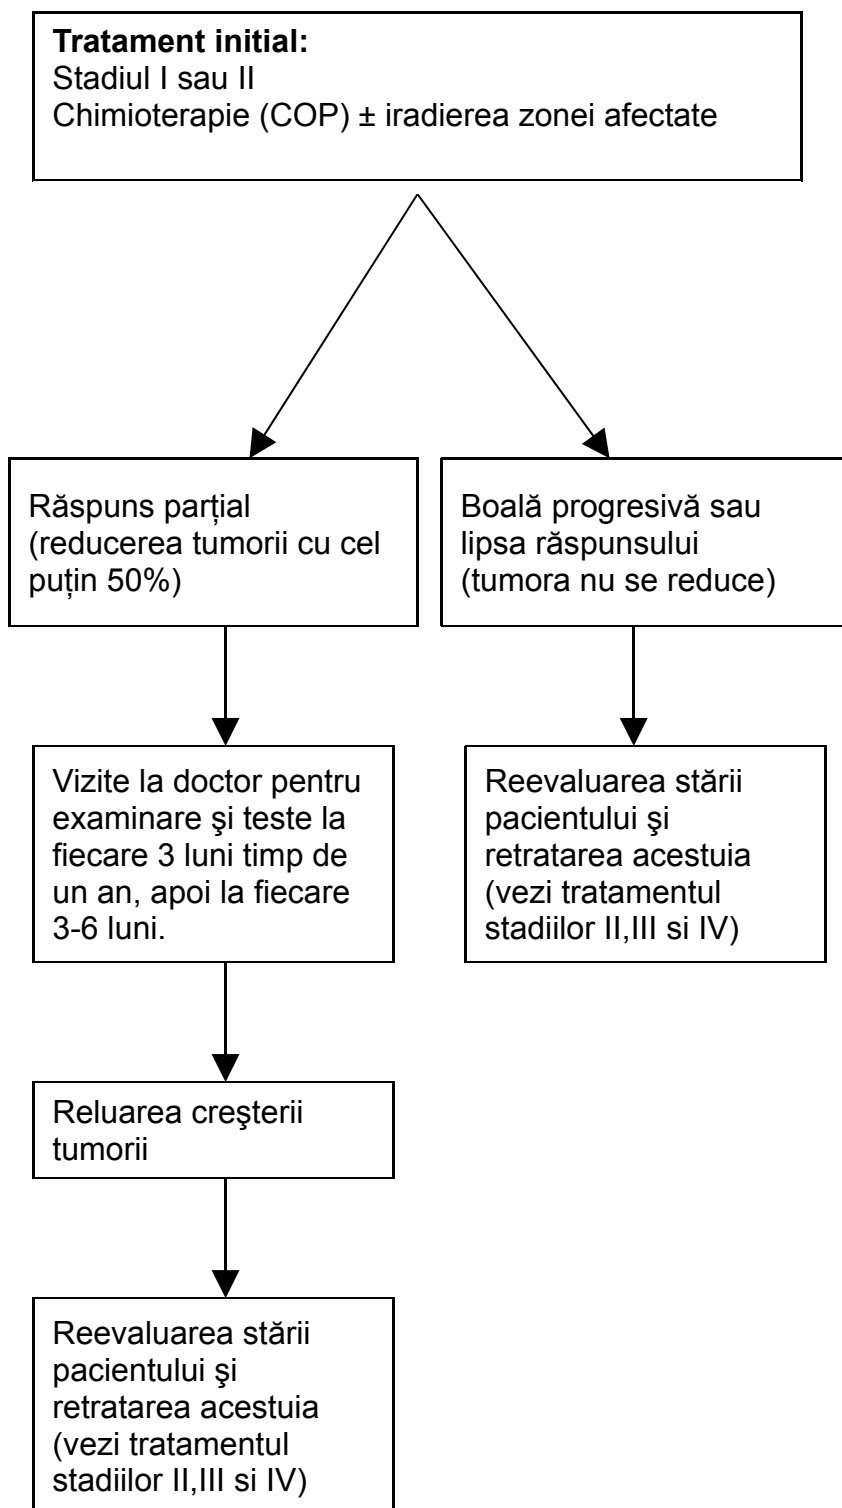 Tratament initial:
Stadiul I sau II
Chimioterapie (COP) ± iradierea zonei afectate
Răspuns parțial
(reducerea tumorii cu cel
puțin 50%)
Boală progresivă sau
lipsa răspunsului
(tumora nu se reduce)
Vizite la doctor pentru
examinare şi teste la
fiecare 3 luni timp de
un an, apoi la fiecare
3-6 luni.
Reevaluarea stării
pacientului şi
retratarea acestuia
(vezi tratamentul
stadiilor II,III si IV)
Reluarea creşterii
tumorii
Reevaluarea stării
pacientului şi
retratarea acestuia
(vezi tratamentul
stadiilor II,III si IV)